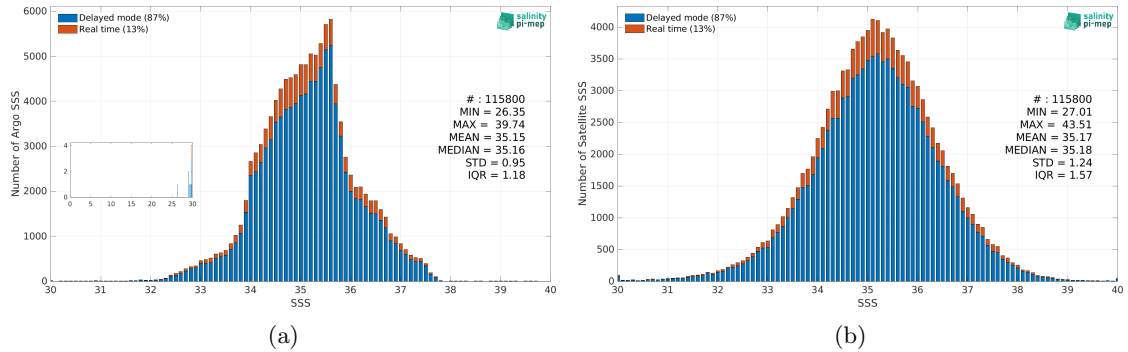 Delayed mode (87%)
Real time (13%)
salinity
pi-mep
Number of Argo SSS
6000
5000
4000
3000
2000
1000
0
# : 115800
MIN = 26.35
MAX = 39.74
MEAN = 35.15
MEDIAN = 35.16
STD = 0.95
IQR = 1.18
4
2
0
0 5 10 15 20 25 30
30 31 32 33 34 35 36 37 38 39 40
SSS
(a)
Delayed mode (87%)
Real time (13%)
salinity
pi-mep
Number of Satellite SSS
4000
3500
3000
2500
2000
1500
1000
500
0
# : 115800
MIN = 27.01
MAX = 43.51
MEAN = 35.17
MEDIAN = 35.18
STD = 1.24
IQR = 1.57
30 31 32 33 34 35 36 37 38 39 40
SSS
(b)